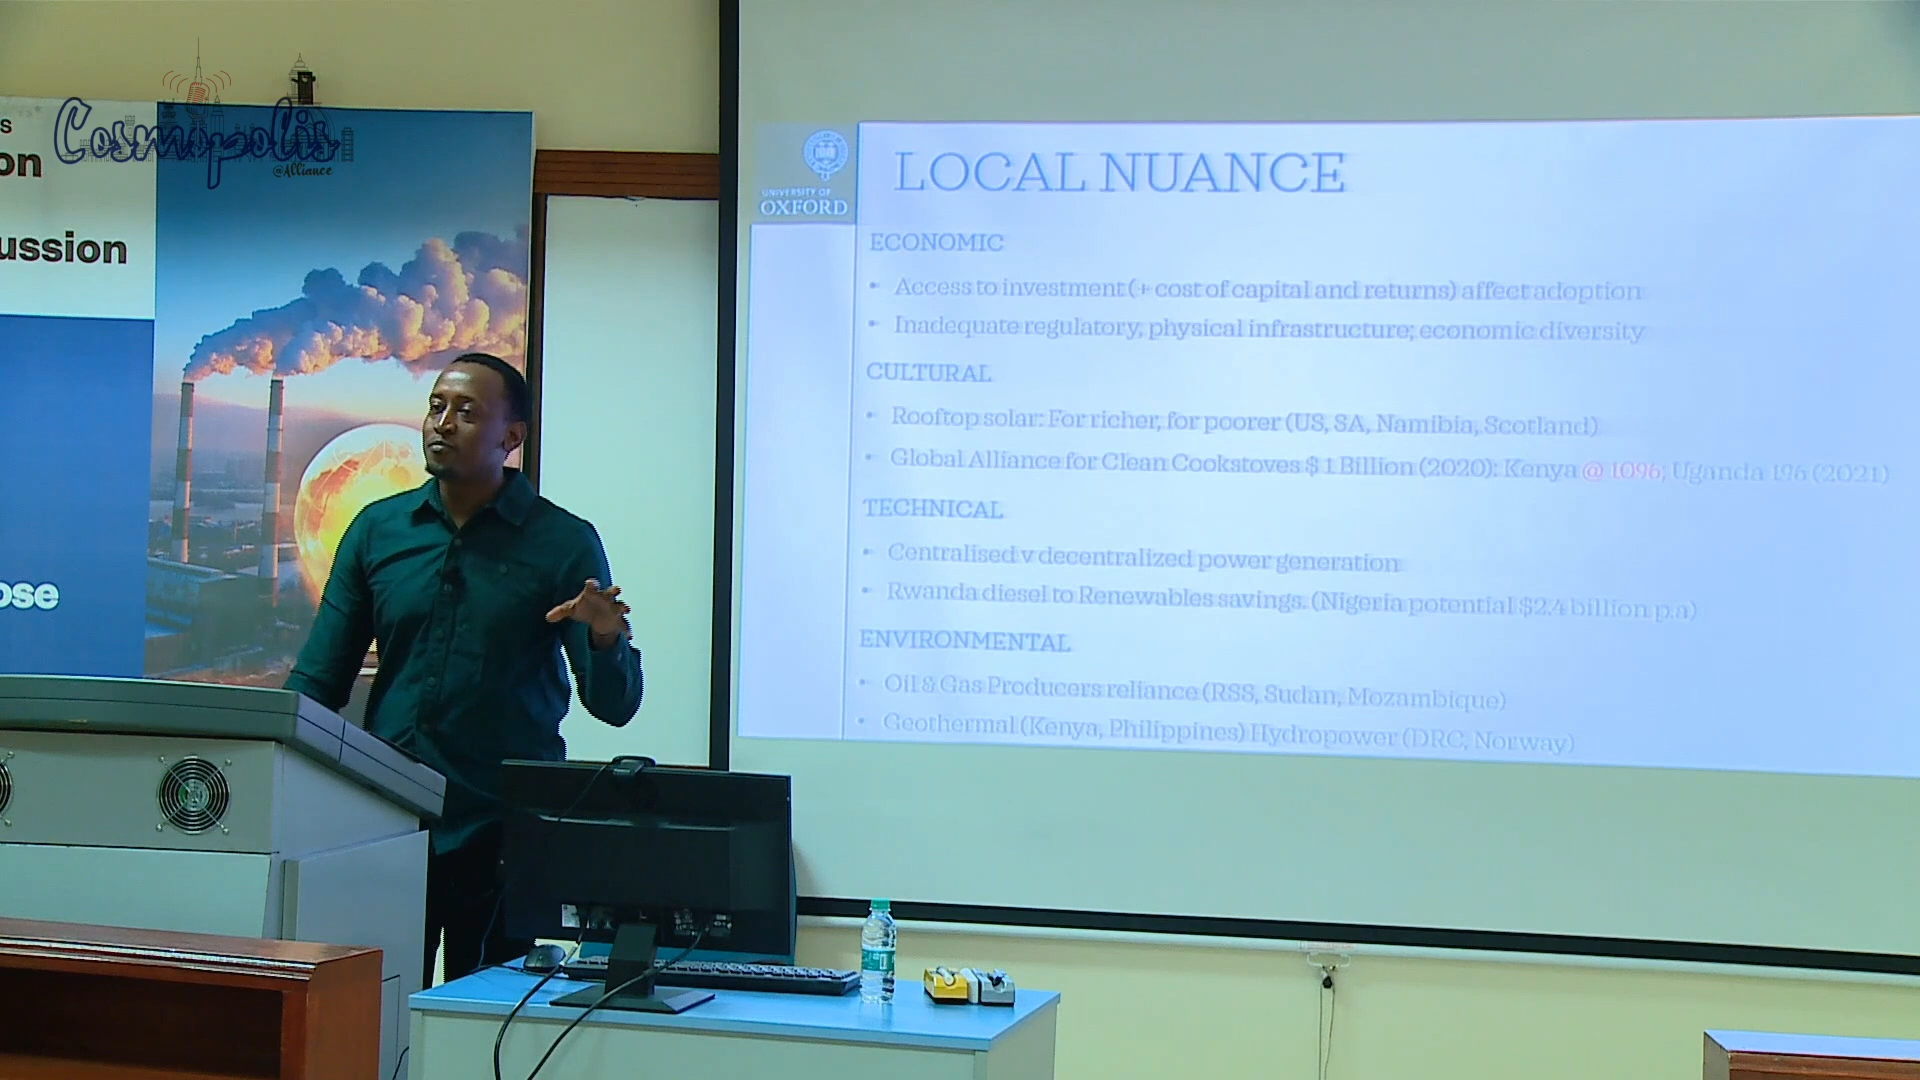 Cosmopolis
@Alliance
s
on
ussion
ose
UNIVERSITY OF
OXFORD
LOCAL NUANCE
ECONOMIC
• Access to investment (+ cost of capital and returns) affect adoption
• Inadequate regulatory, physical infrastructure; economic diversity
CULTURAL
• Rooftop solar: For richer, for poorer (US, SA, Namibia, Scotland)
• Global Alliance for Clean Cookstoves $ 1 Billion (2020): Kenya @ 10%; Uganda 1% (2021)
TECHNICAL
• Centralised v decentralized power generation
• Rwanda diesel to Renewables savings. (Nigeria potential $2.4 billion p.a)
ENVIRONMENTAL
• Oil & Gas Producers reliance (RSS, Sudan, Mozambique)
• Geothermal (Kenya, Philippines) Hydropower (DRC, Norway)